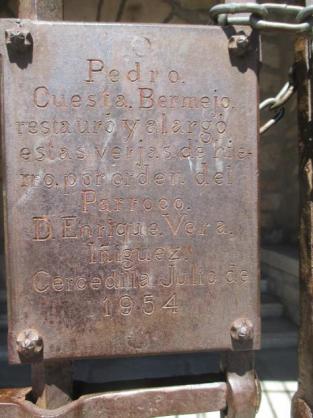 Pedro.
Cuesta. Bermejo.
restauró y alargó
estas verjas. de hie-
rro. por orden. del
Parroco.
D. Enrique. Vera.
Iñiguez.
Cercedilla Julio de
1954